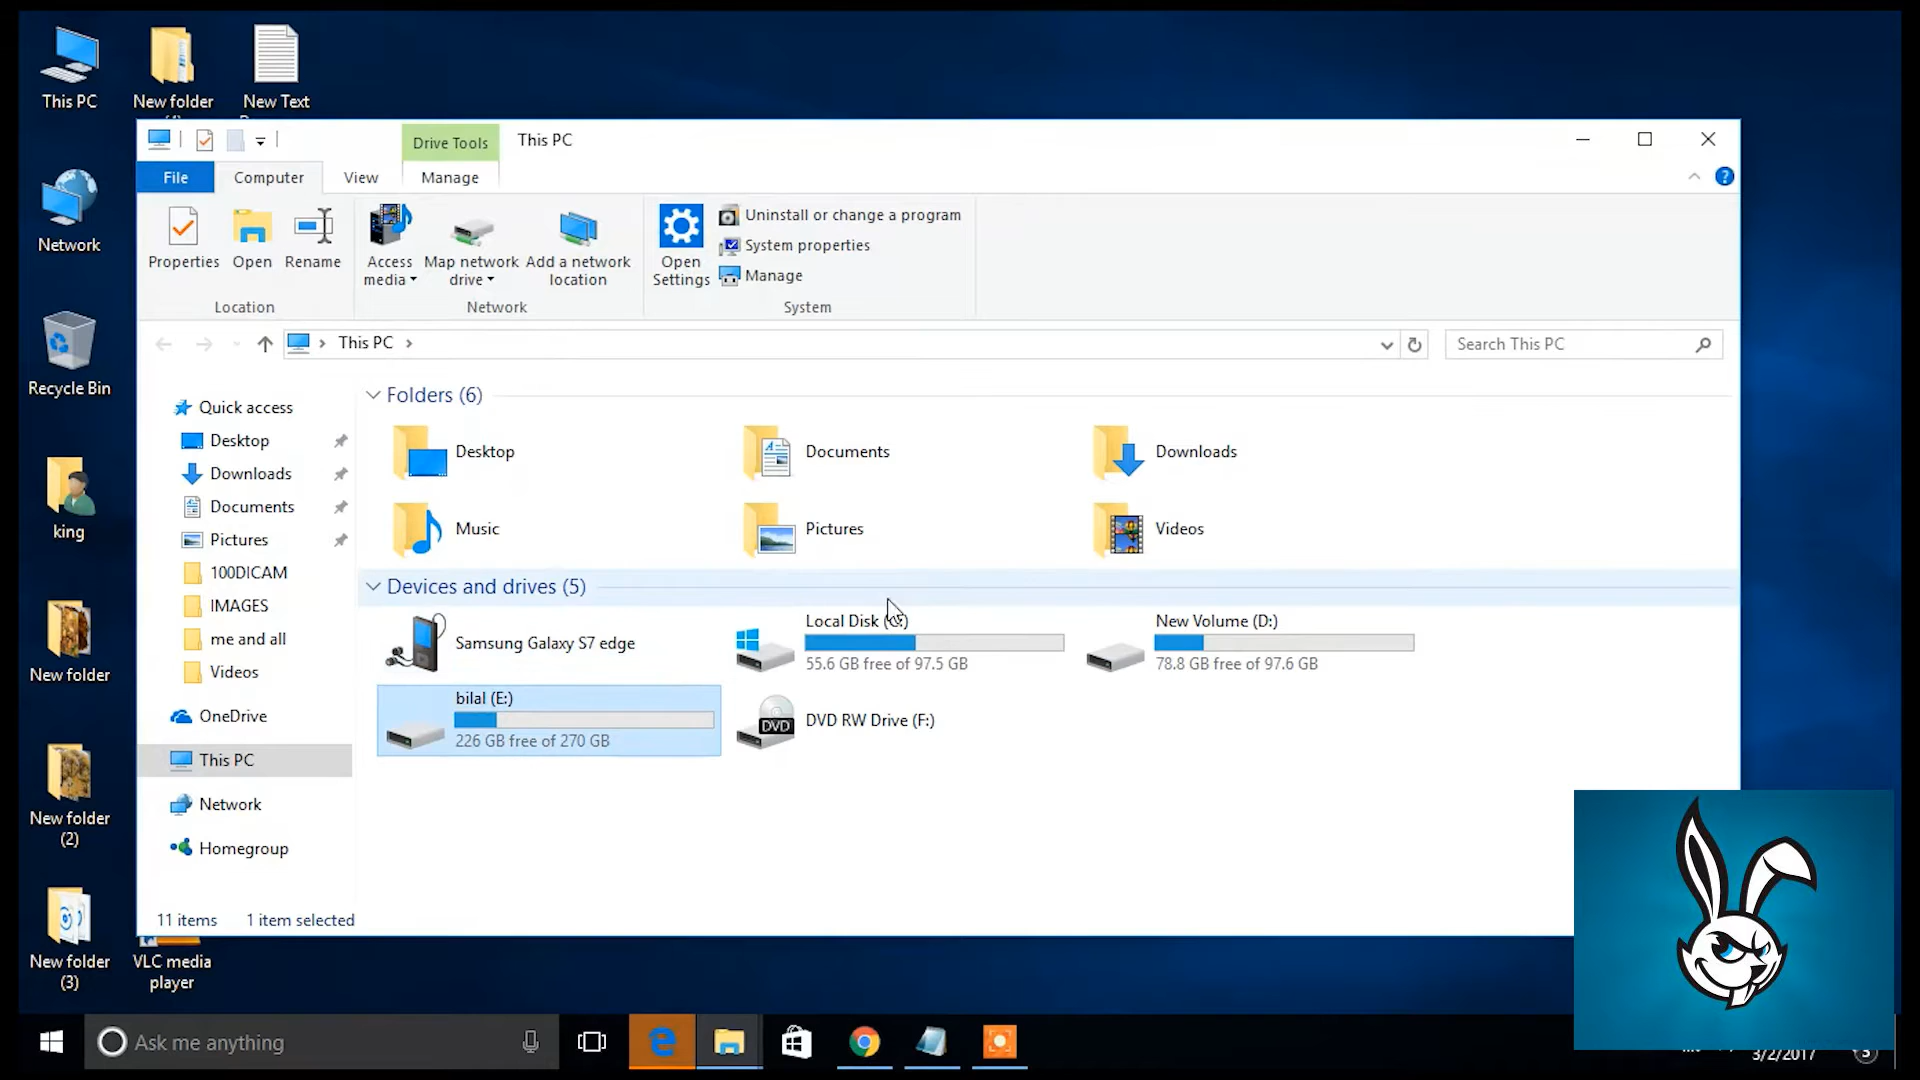 This PC
New folder
New Text
Network
Recycle Bin
king
New folder
New folder
(2)
New folder
(3)
VLC media
player
Drive Tools
This PC
File
Computer
View
Manage
Properties
Open
Rename
Location
Access
media
Map network
drive
Add a network
location
Network
Open
Settings
Uninstall or change a program
System properties
Manage
System
This PC
Search This PC
Quick access
Desktop
Downloads
Documents
Pictures
100DICAM
IMAGES
me and all
Videos
OneDrive
This PC
Network
Homegroup
Folders (6)
Desktop
Documents
Downloads
Music
Pictures
Videos
Devices and drives (5)
Samsung Galaxy S7 edge
Local Disk
55.6 GB free of 97.5 GB
New Volume (D:)
78.8 GB free of 97.6 GB
bilal (E:)
226 GB free of 270 GB
DVD
DVD RW Drive (F:)
11 items
1 item selected
Ask me anything
3/2/2017